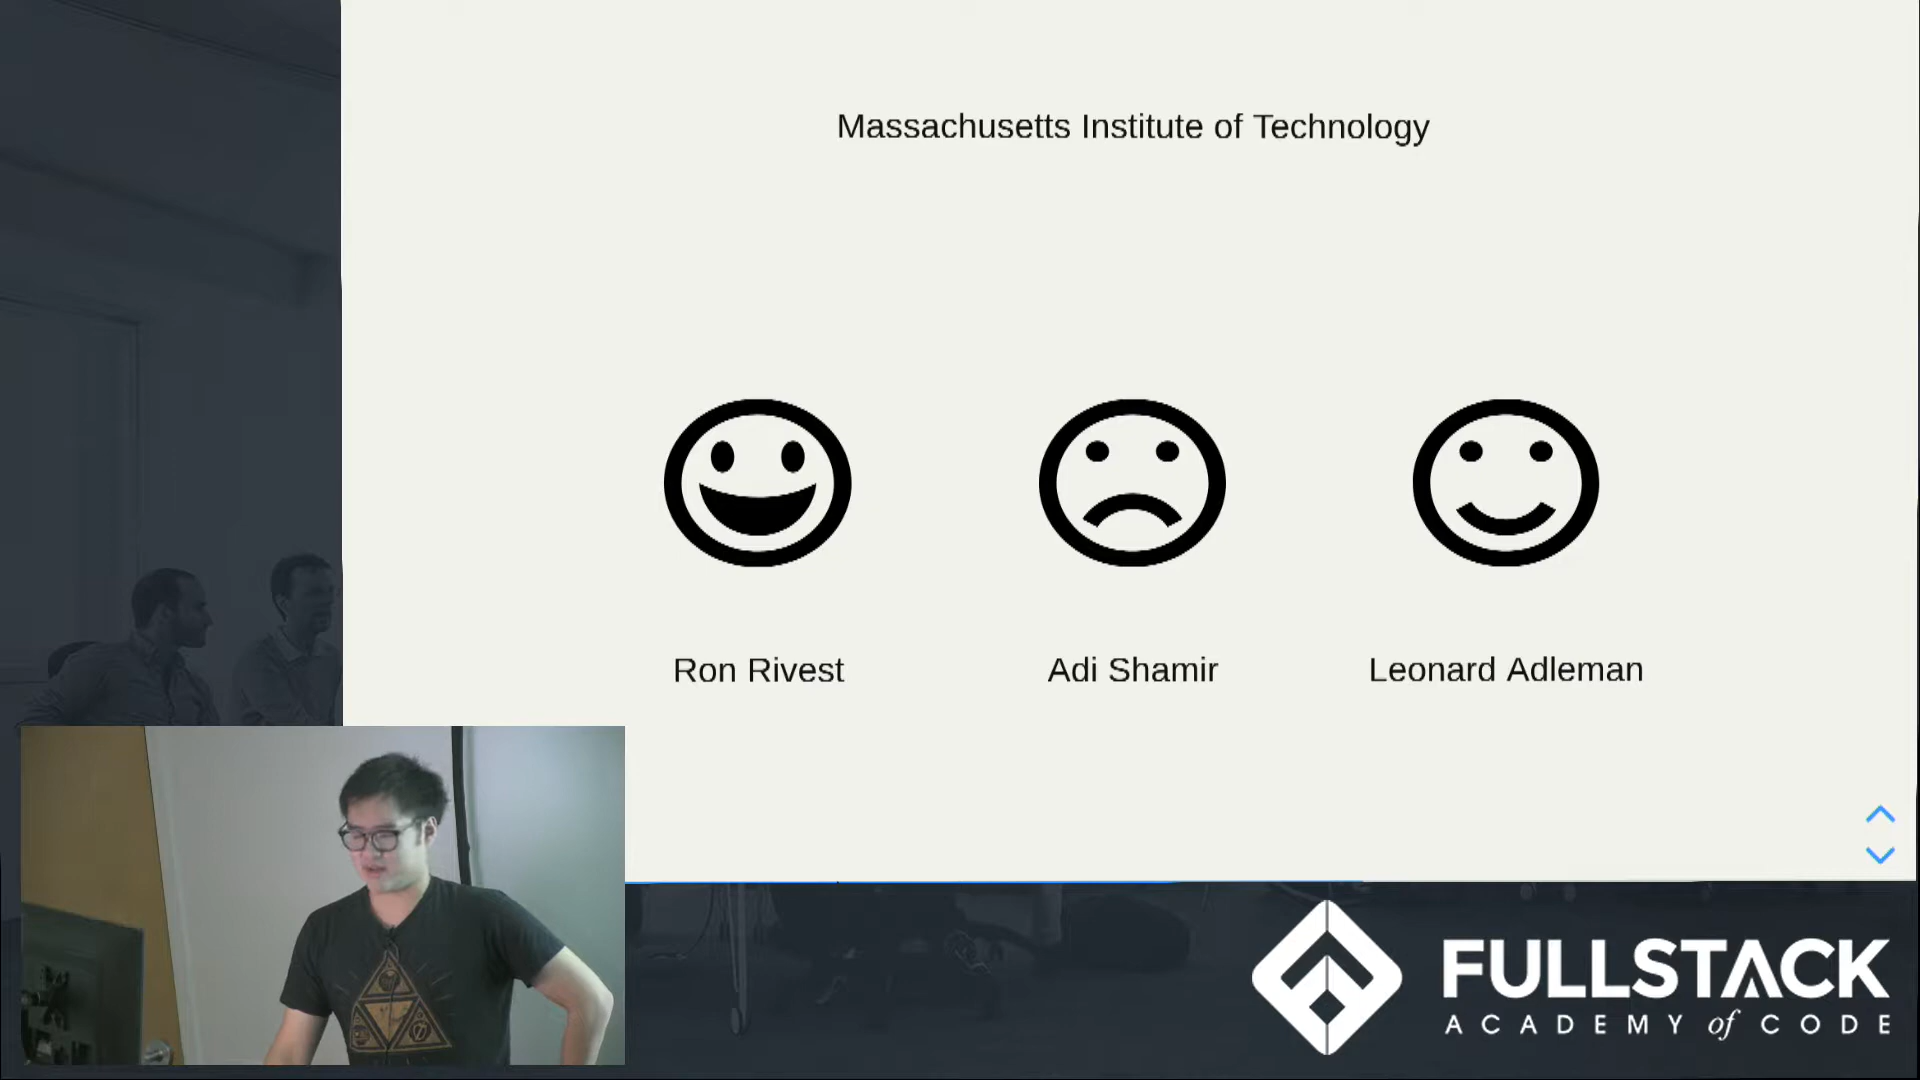 Massachusetts Institute of Technology
Ron Rivest
Adi Shamir
Leonard Adleman
FULLSTACK
ACADEMY of CODE